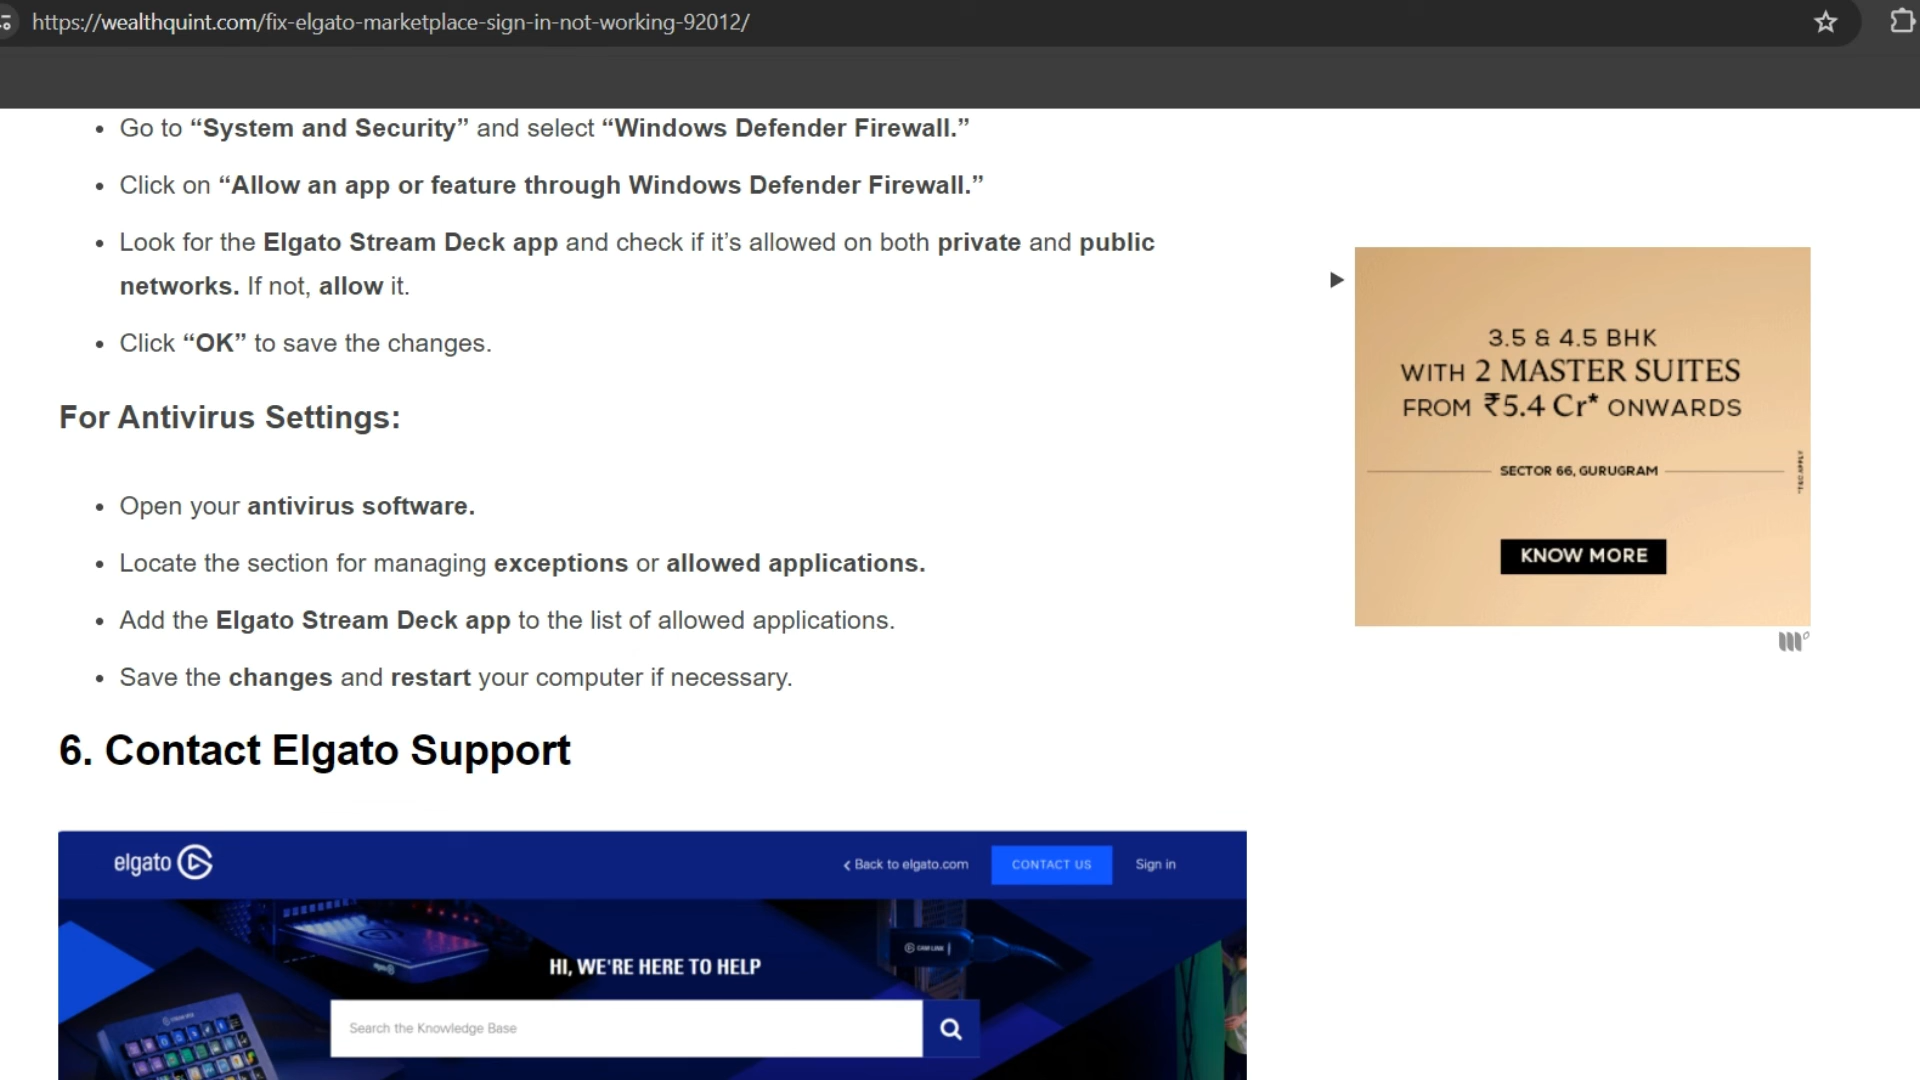 https://wealthquint.com/fix-elgato-marketplace-sign-in-not-working-92012/
• Go to “System and Security” and select “Windows Defender Firewall.”
• Click on “Allow an app or feature through Windows Defender Firewall.”
• Look for the Elgato Stream Deck app and check if it’s allowed on both private and public
networks. If not, allow it.
• Click “OK” to save the changes.
For Antivirus Settings:
• Open your antivirus software.
• Locate the section for managing exceptions or allowed applications.
• Add the Elgato Stream Deck app to the list of allowed applications.
• Save the changes and restart your computer if necessary.
6. Contact Elgato Support
elgato
Back to elgato.com
CONTACT US
Sign in
CAM LINK
HI, WE'RE HERE TO HELP
Search the Knowledge Base
3.5 & 4.5 BHK
WITH 2 MASTER SUITES
FROM ₹5.4 Cr* ONWARDS
SECTOR 66, GURUGRAM
*T&C APPLY
KNOW MORE